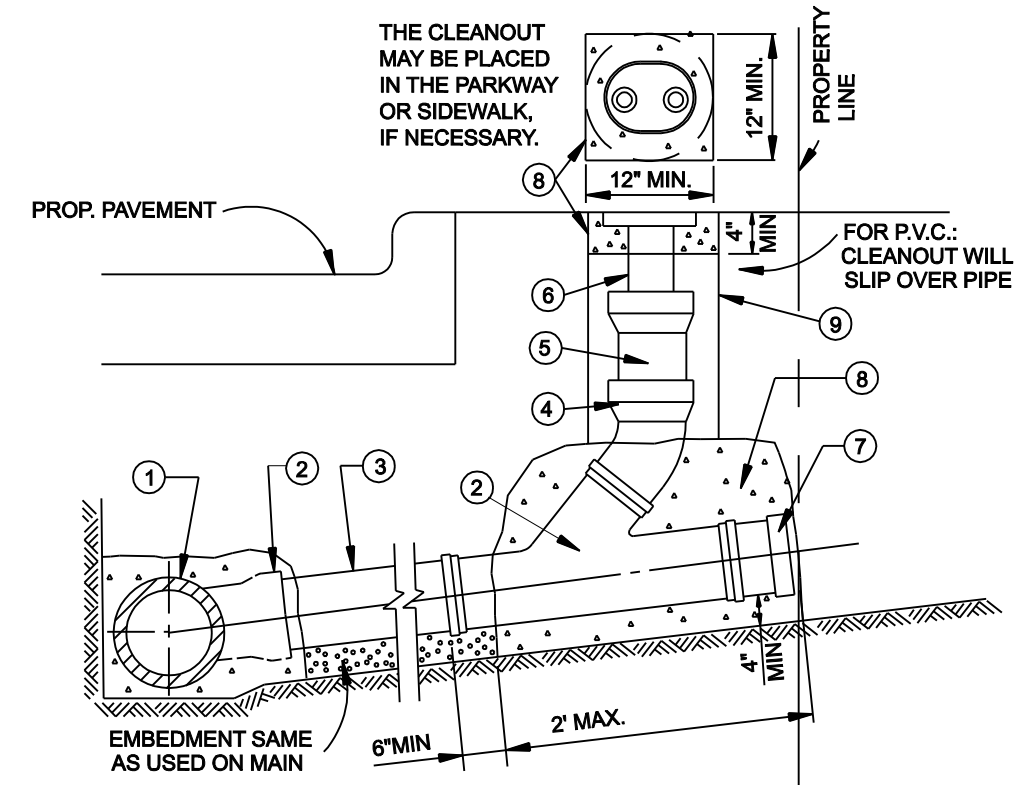 THE CLEANOUT
MAY BE PLACED
IN THE PARKWAY
OR SIDEWALK,
IF NECESSARY.
12" MIN.
PROPERTY
LINE
8
12" MIN.
PROP. PAVEMENT
4"
MIN
FOR P.V.C.:
CLEANOUT WILL
SLIP OVER PIPE
6
9
5
8
4
7
1
2
3
2
4"
MIN
EMBEDMENT SAME
AS USED ON MAIN
6"MIN
2' MAX.